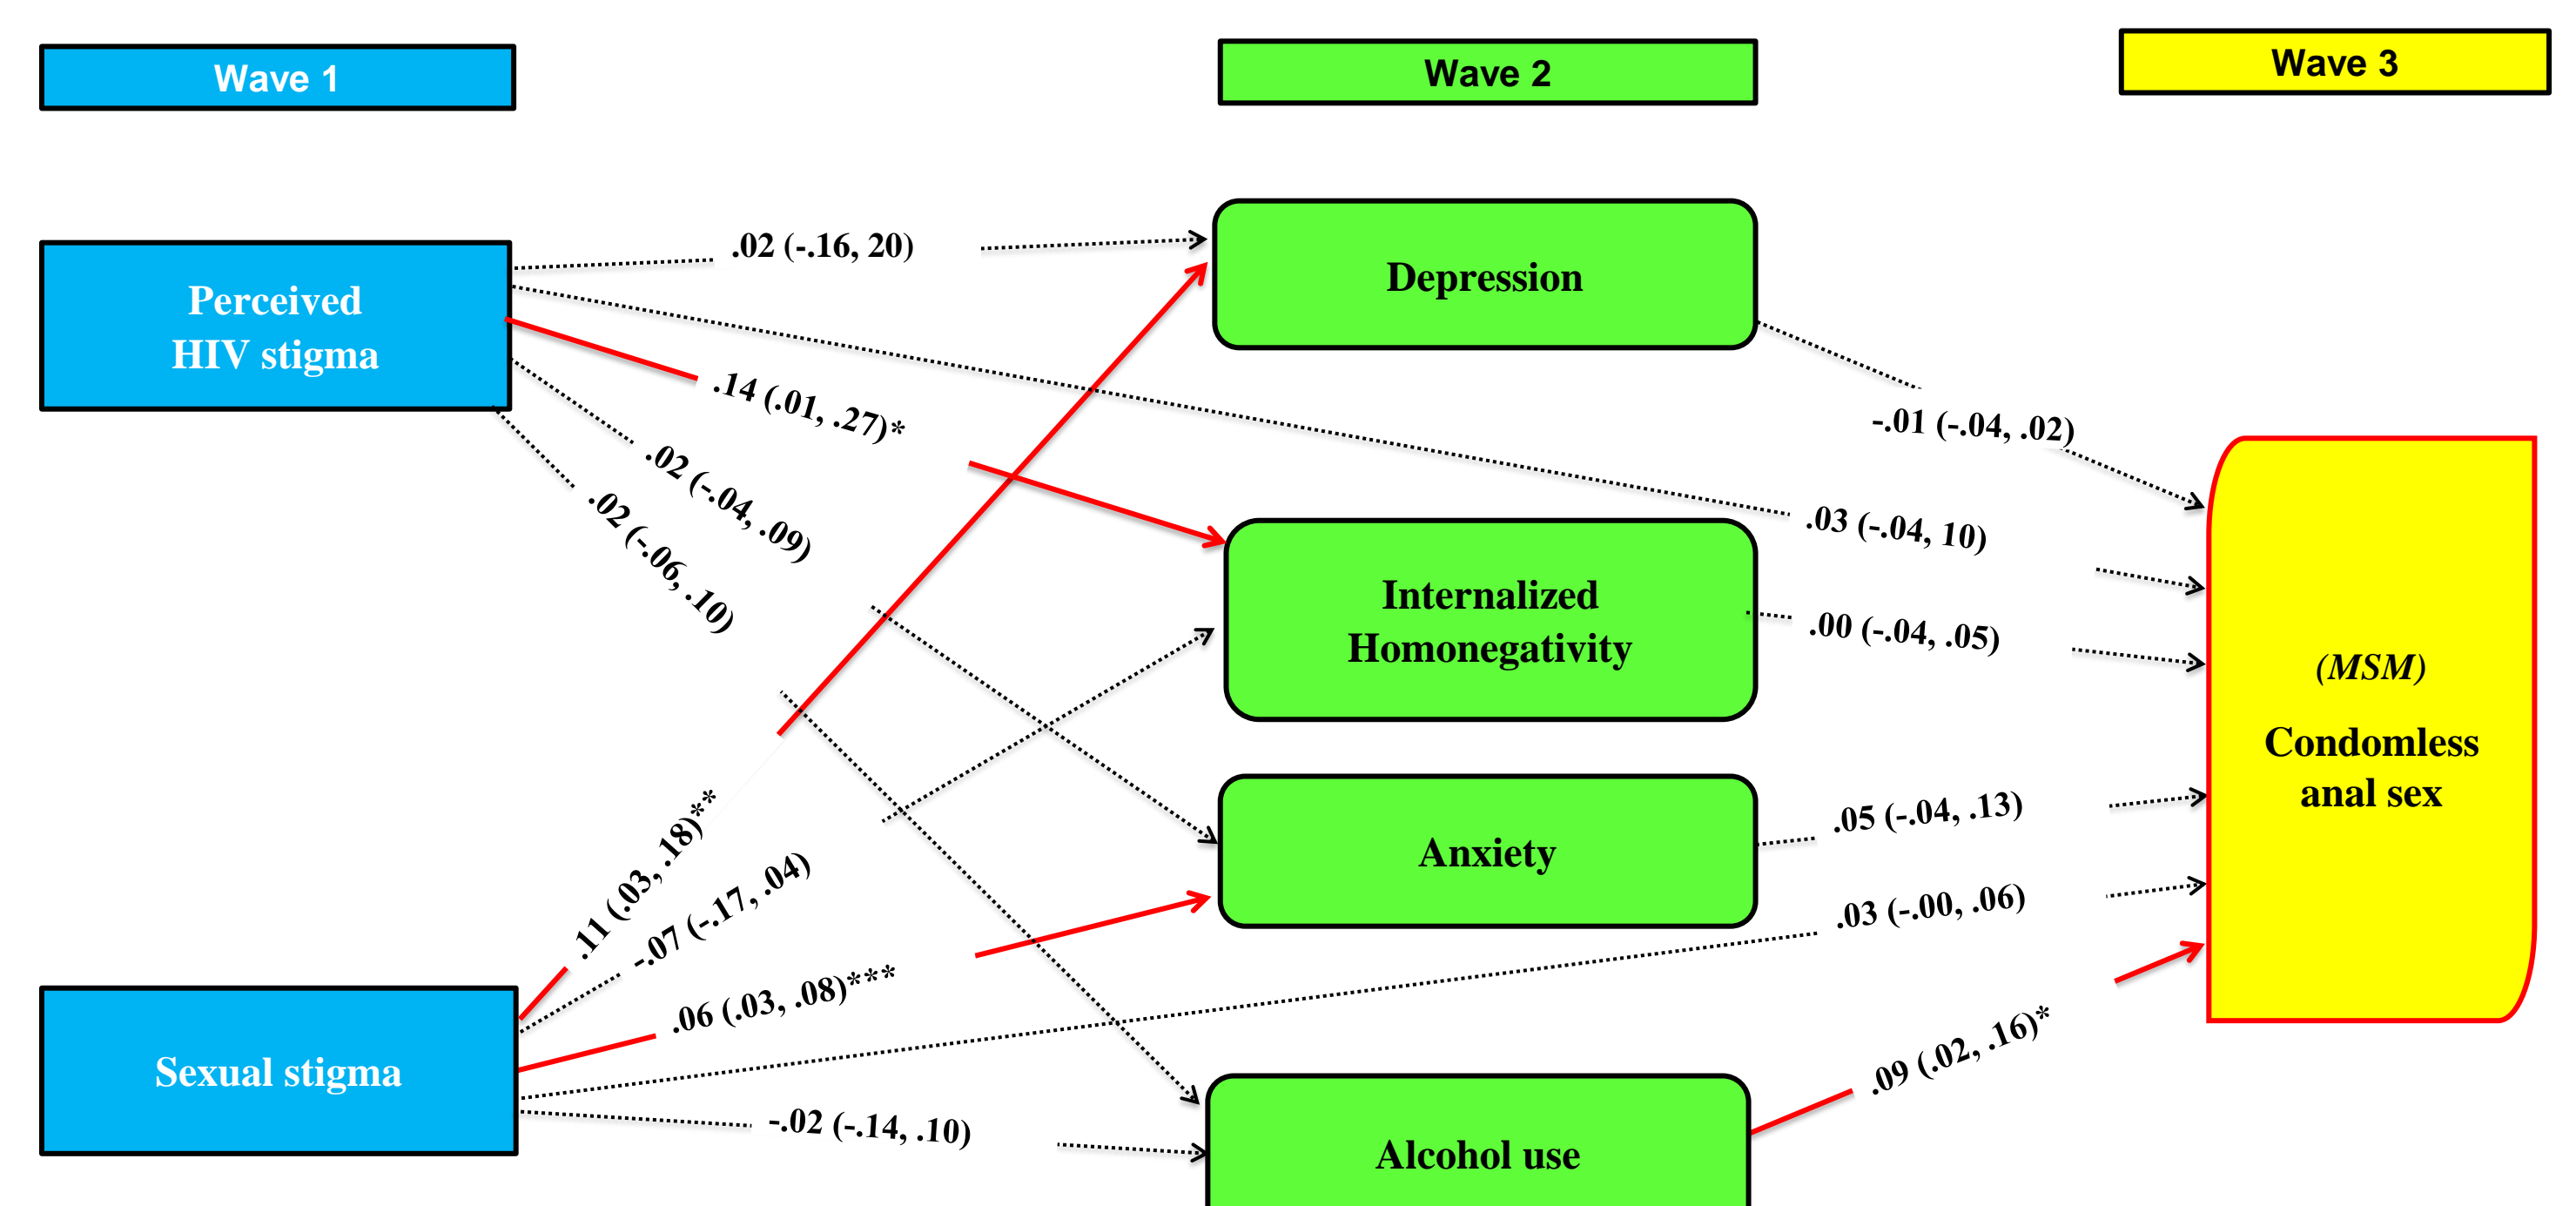 Wave 1
Wave 2
Wave 3
Perceived
HIV stigma
.02 (-.16, 20)
Depression
.14 (.01, .27)*
.02 (-.04, .09)
.02 (-.06, .10)
-.01 (-.04, .02)
.03 (-.04, 10)
Internalized
Homonegativity
.00 (-.04, .05)
(MSM)
Condomless
anal sex
.11 (.03, .18)**
-.07 (-.17, .04)
.06 (.03, .08)***
Anxiety
.05 (-.04, .13)
.03 (-.00, .06)
Sexual stigma
-.02 (-.14, .10)
Alcohol use
.09 (.02, .16)*